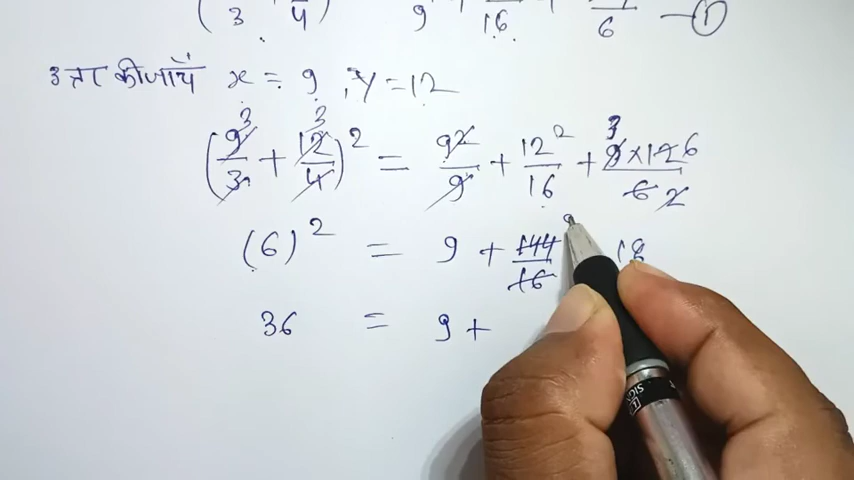 ( 3 4 ) 9 + 16 + 6 —①
उत्तर की जाँच x = 9 , y = 12
(9/3 + 12/4)² = 9²/9 + 12²/16 + 9×12/6
(6)² = 9 + 144/16 18
36 = 9 +